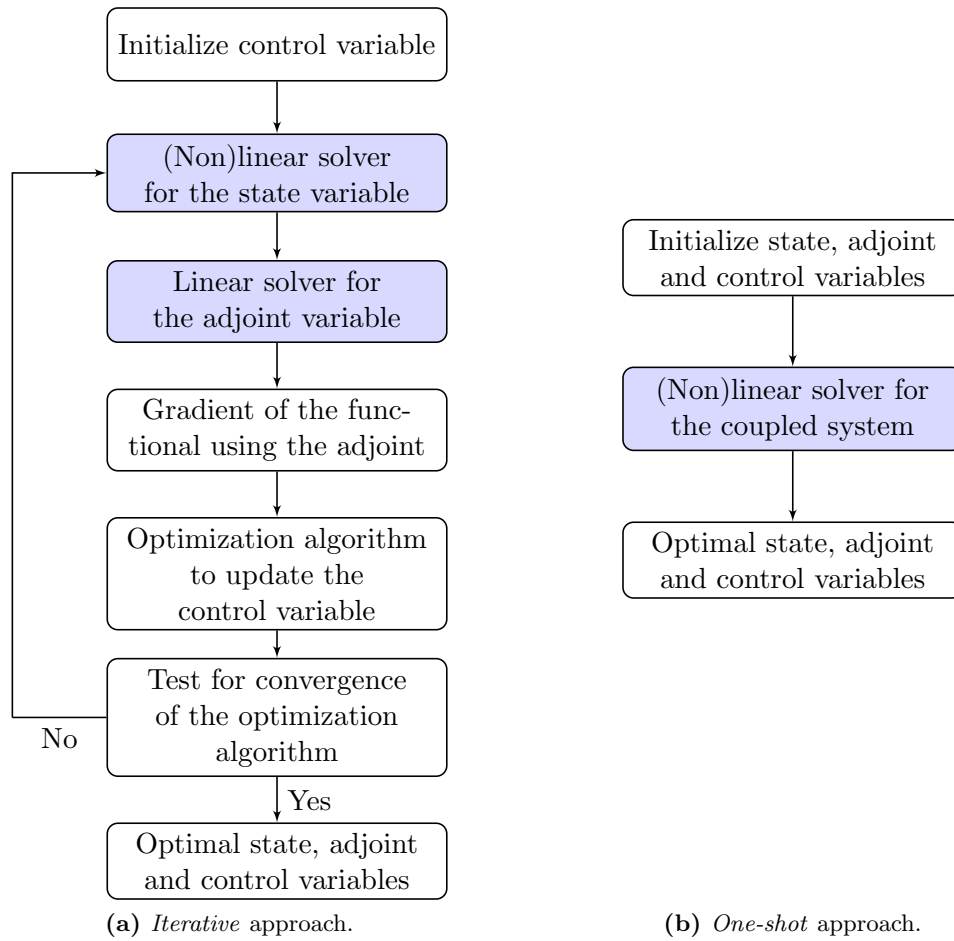 Initialize control variable
(Non)linear solver
for the state variable
Linear solver for
the adjoint variable
Gradient of the func-
tional using the adjoint
Optimization algorithm
to update the
control variable
Test for convergence
of the optimization
algorithm
No
Yes
Optimal state, adjoint
and control variables
(a) Iterative approach.
Initialize state, adjoint
and control variables
(Non)linear solver for
the coupled system
Optimal state, adjoint
and control variables
(b) One-shot approach.